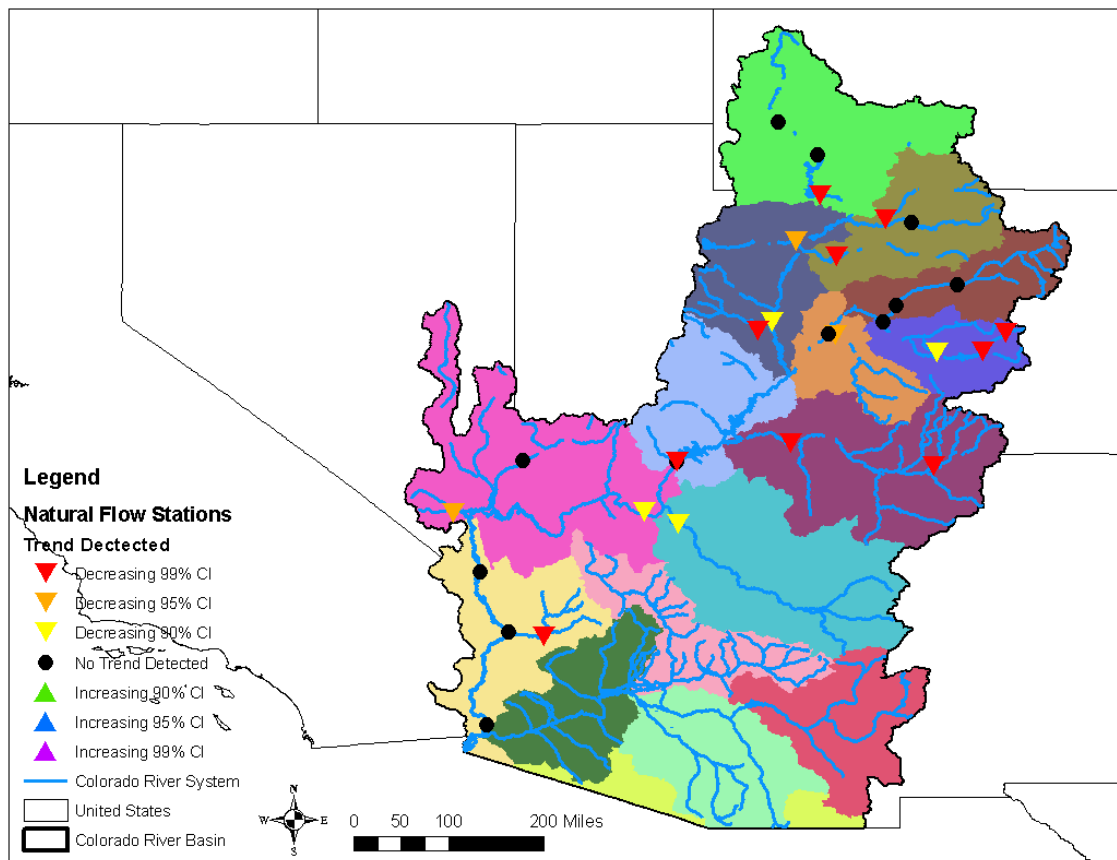 Legend
Natural Flow Stations
Trend Dectected
Decreasing 99% CI
Decreasing 95% CI
Decreasing 90% CI
No Trend Detected
Increasing 90% CI
Increasing 95% CI
Increasing 99% CI
Colorado River System
United States
Colorado River Basin
N
W E
S
0 50 100 200 Miles